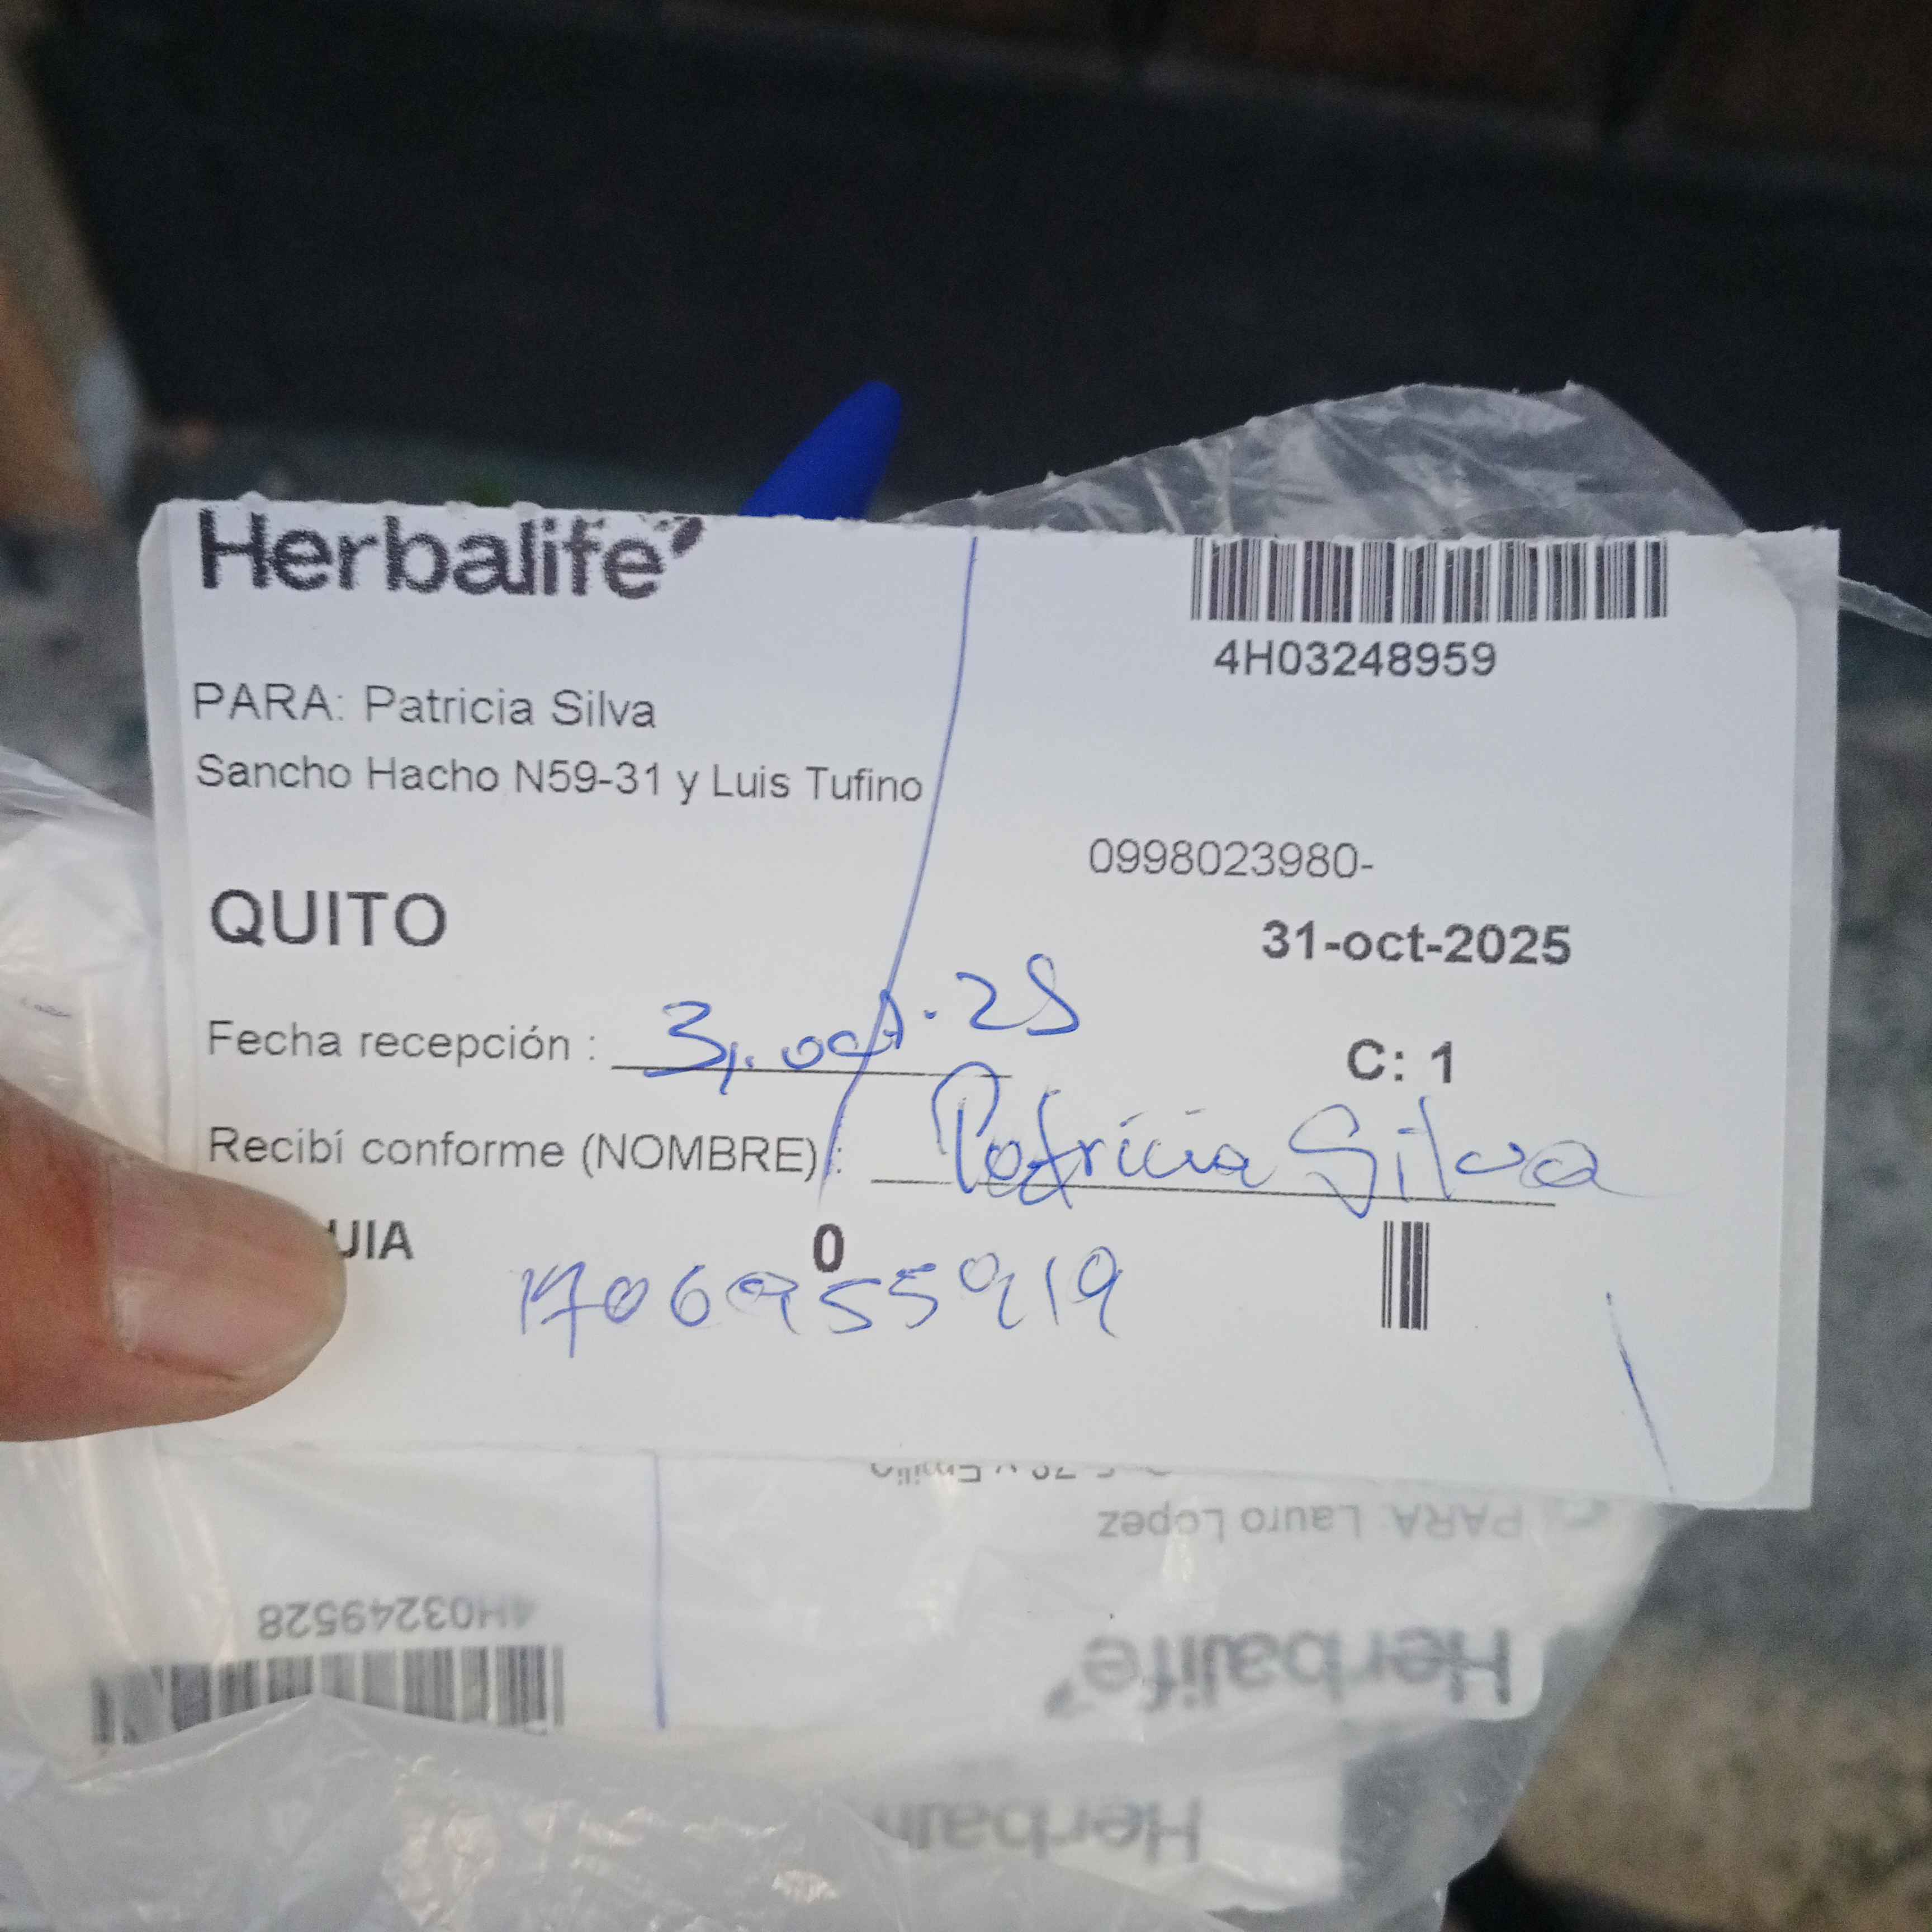 Herbalife
4H03248959
PARA: Patricia Silva
Sancho Hacho N59-31 y Luis Tufino
0998023980-
QUITO
31-oct-2025
Fecha recepción : 31.oct.25
C: 1
Recibí conforme (NOMBRE) : Patricia Silva
UIA 0
1706955919
PARA: Lauro Lopez
4H03249528
Herbalife